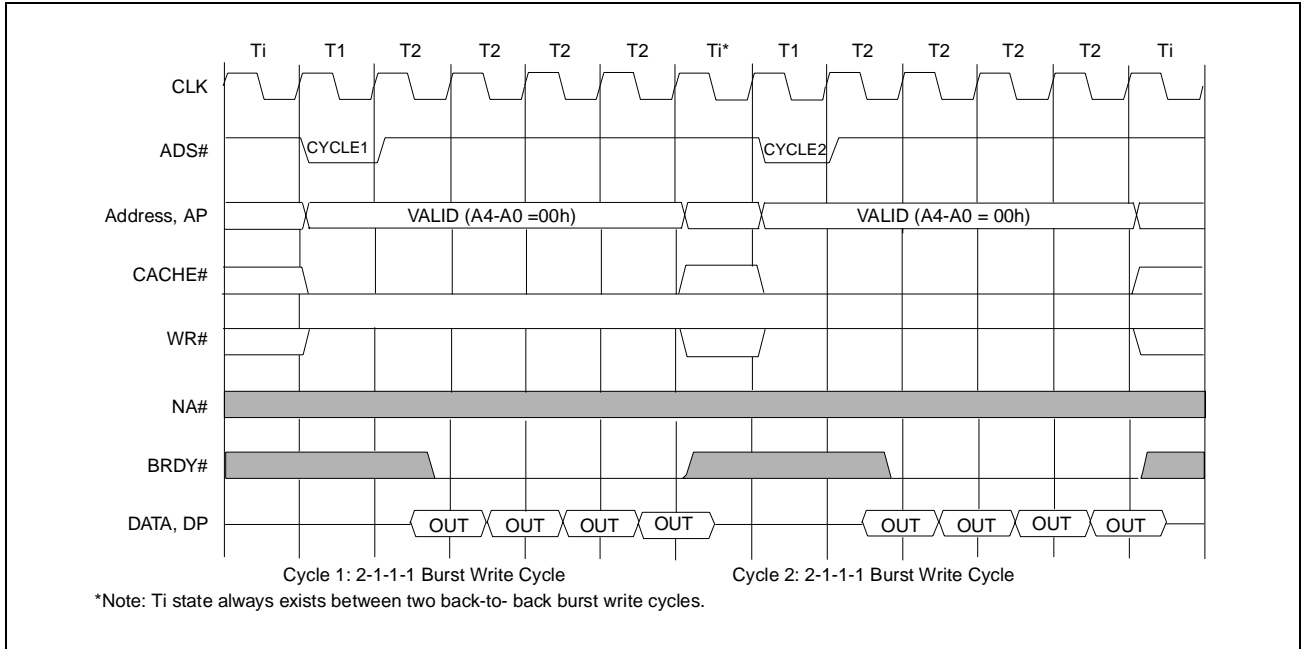 Ti T1 T2 T2 T2 T2 Ti* T1 T2 T2 T2 T2 Ti
CLK
ADS# CYCLE1 CYCLE2
Address, AP VALID (A4-A0 =00h) VALID (A4-A0 = 00h)
CACHE#
WR#
NA#
BRDY#
DATA, DP OUT OUT OUT OUT OUT OUT OUT OUT
Cycle 1: 2-1-1-1 Burst Write Cycle Cycle 2: 2-1-1-1 Burst Write Cycle
*Note: Ti state always exists between two back-to- back burst write cycles.